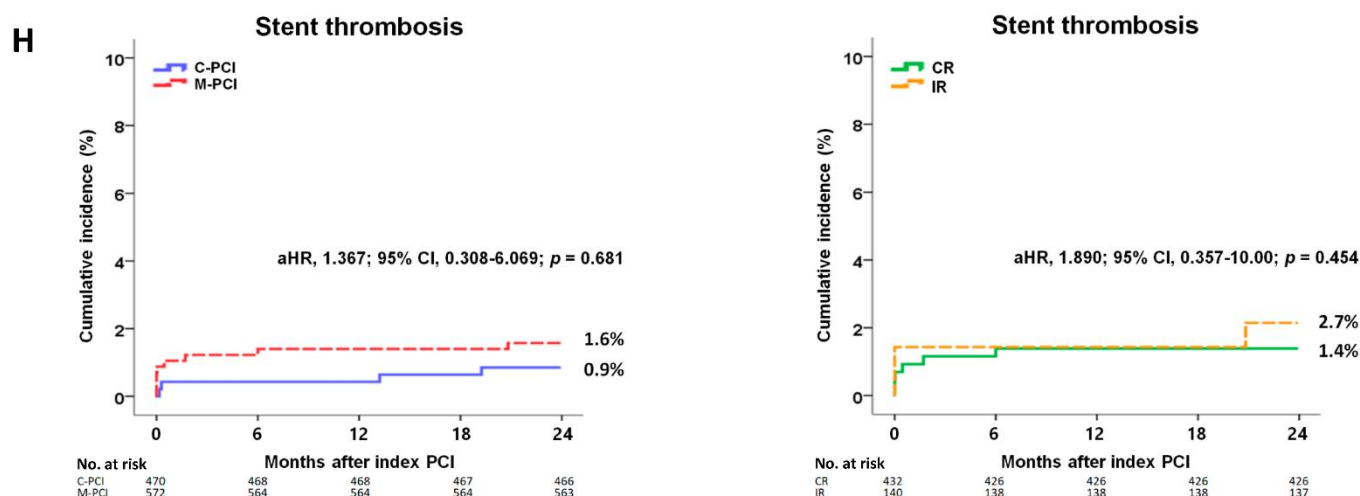 H
Stent thrombosis
10
8
6
4
2
0
Cumulative incidence (%)
C-PCI
M-PCI
aHR, 1.367; 95% CI, 0.308-6.069; p = 0.681
1.6%
0.9%
0 6 12 18 24
No. at risk Months after index PCI
C-PCI 470 468 468 467 466
M-PCI 572 564 564 564 563
Stent thrombosis
10
8
6
4
2
0
Cumulative incidence (%)
CR
IR
aHR, 1.890; 95% CI, 0.357-10.00; p = 0.454
2.7%
1.4%
0 6 12 18 24
No. at risk Months after index PCI
CR 432 426 426 426 426
IR 140 138 138 138 137